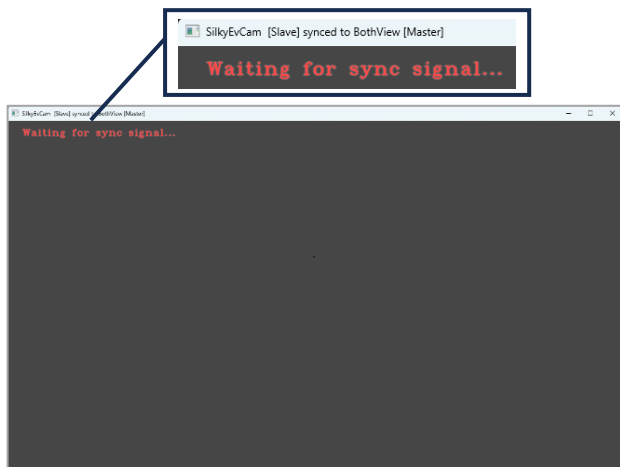 SilkyEvCam [Slave] synced to BothView [Master]
Waiting for sync signal...
SilkyEvCam [Slave] synced to BothView [Master]
Waiting for sync signal...